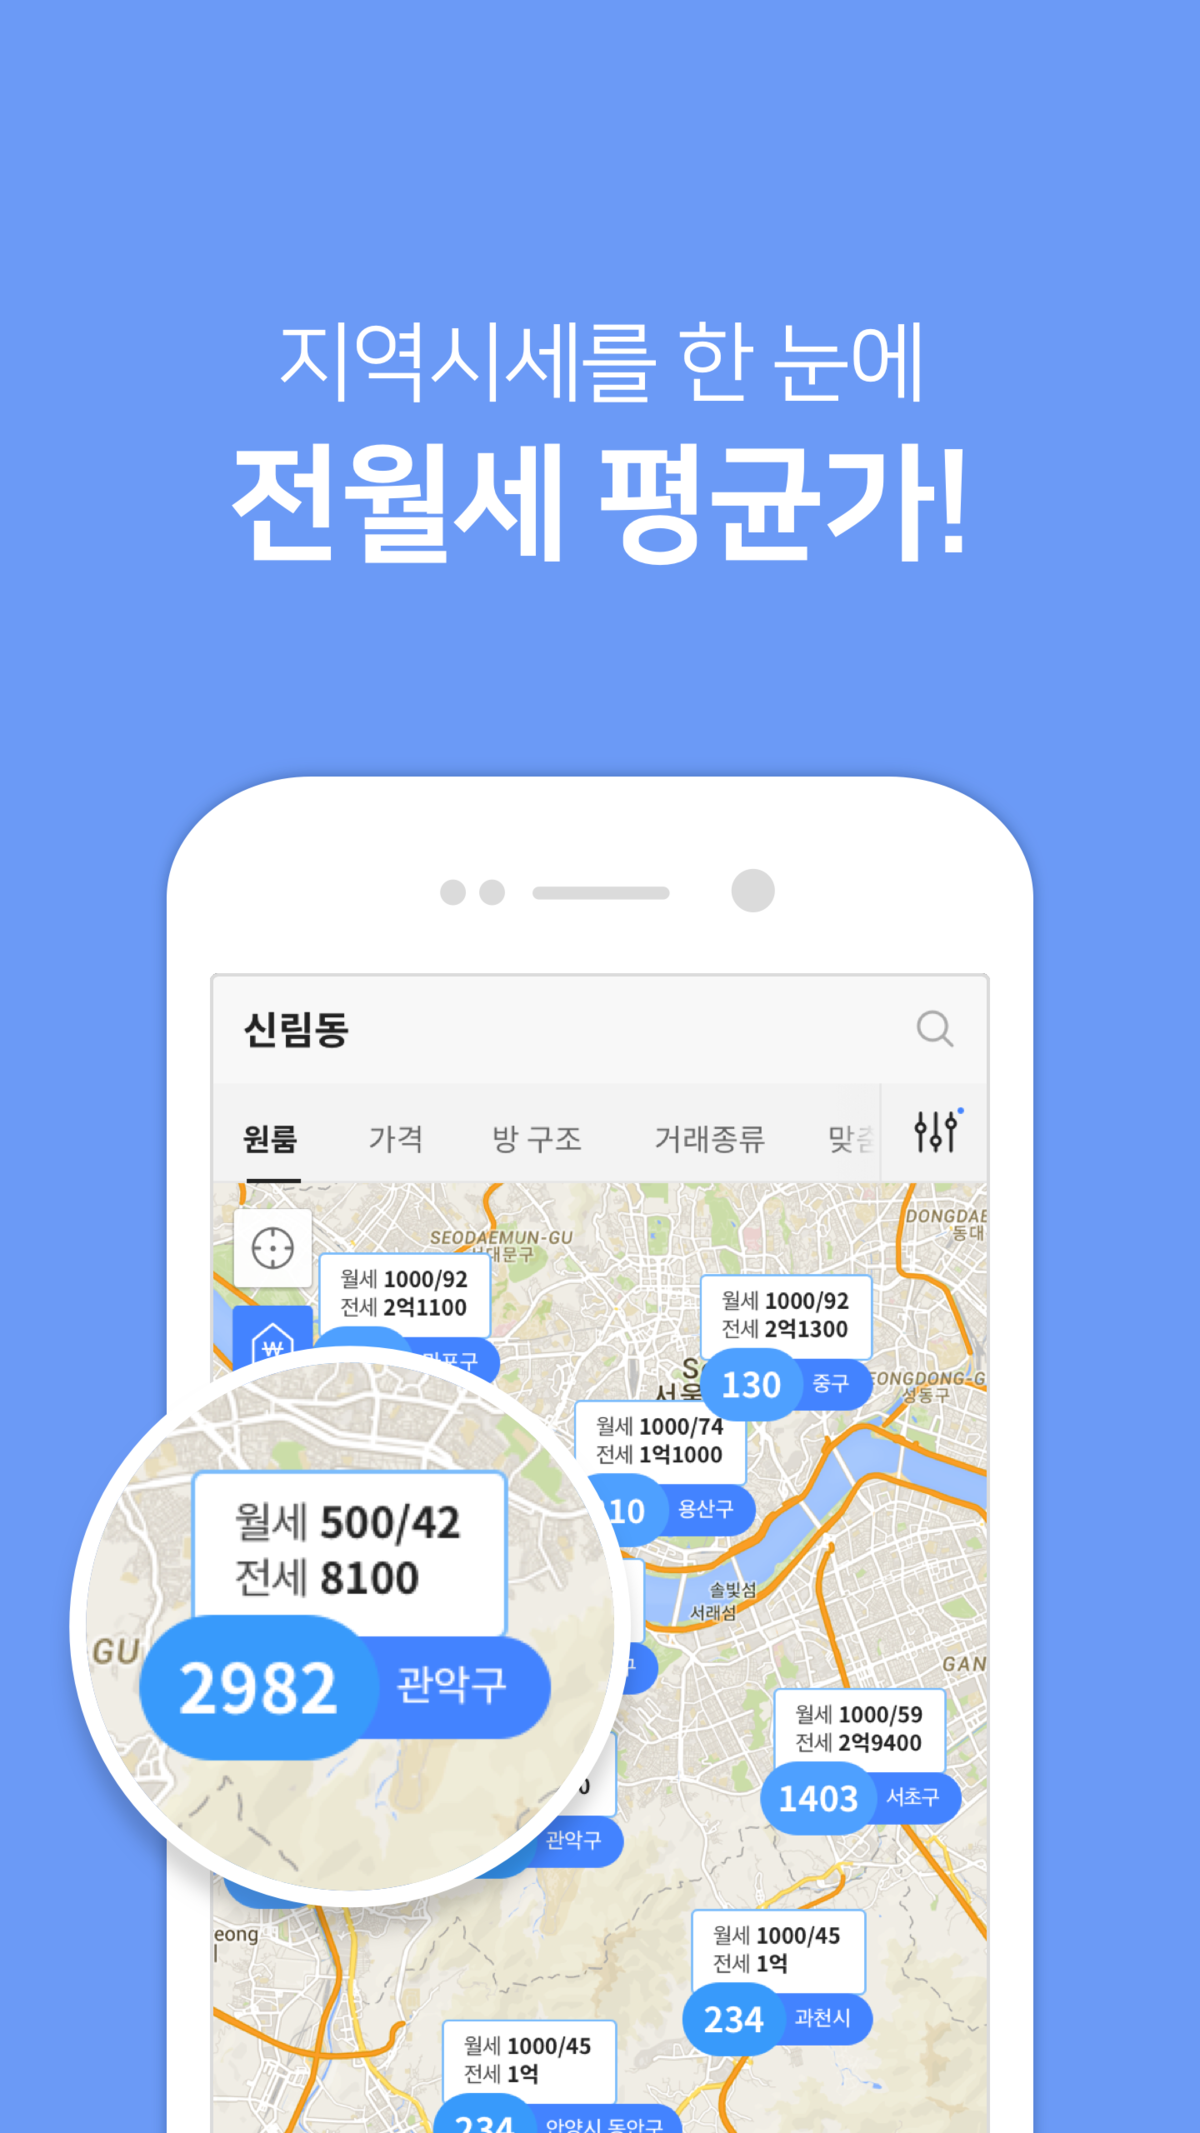 지역시세를 한 눈에
전월세 평균가!
신림동
원룸 가격 방 구조 거래종류
SEODAEMUN-GU
서대문구
동대
월세 1000/92
전세 2억1100
마포구
월세 1000/92
전세 2억1300
130 중구
성동구
월세 1000/74
전세 1억1000
용산구
월세 500/42
전세 8100
2982 관악구
GU
솔빛섬
서래섬
GAN
월세 1000/59
전세 2억9400
1403 서초구
관악구
eong
월세 1000/45
전세 1억
234 과천시
월세 1000/45
전세 1억
234 안양시 동안구